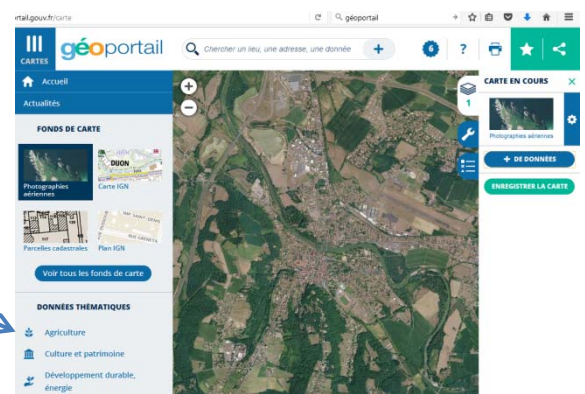 rtail.gouv.fr/carte
géoportail
CARTES
géoportail
Chercher un lieu, une adresse, une donnée
+
6
?
Accueil
Actualités
FONDS DE CARTE
Photographies
aériennes
DIJON
Carte IGN
Parcelles cadastrales
Plan IGN
Voir tous les fonds de carte
DONNÉES THÉMATIQUES
Agriculture
Culture et patrimoine
Développement durable,
énergie
+
−
1
CARTE EN COURS
Photographies aériennes
+ DE DONNÉES
ENREGISTRER LA CARTE